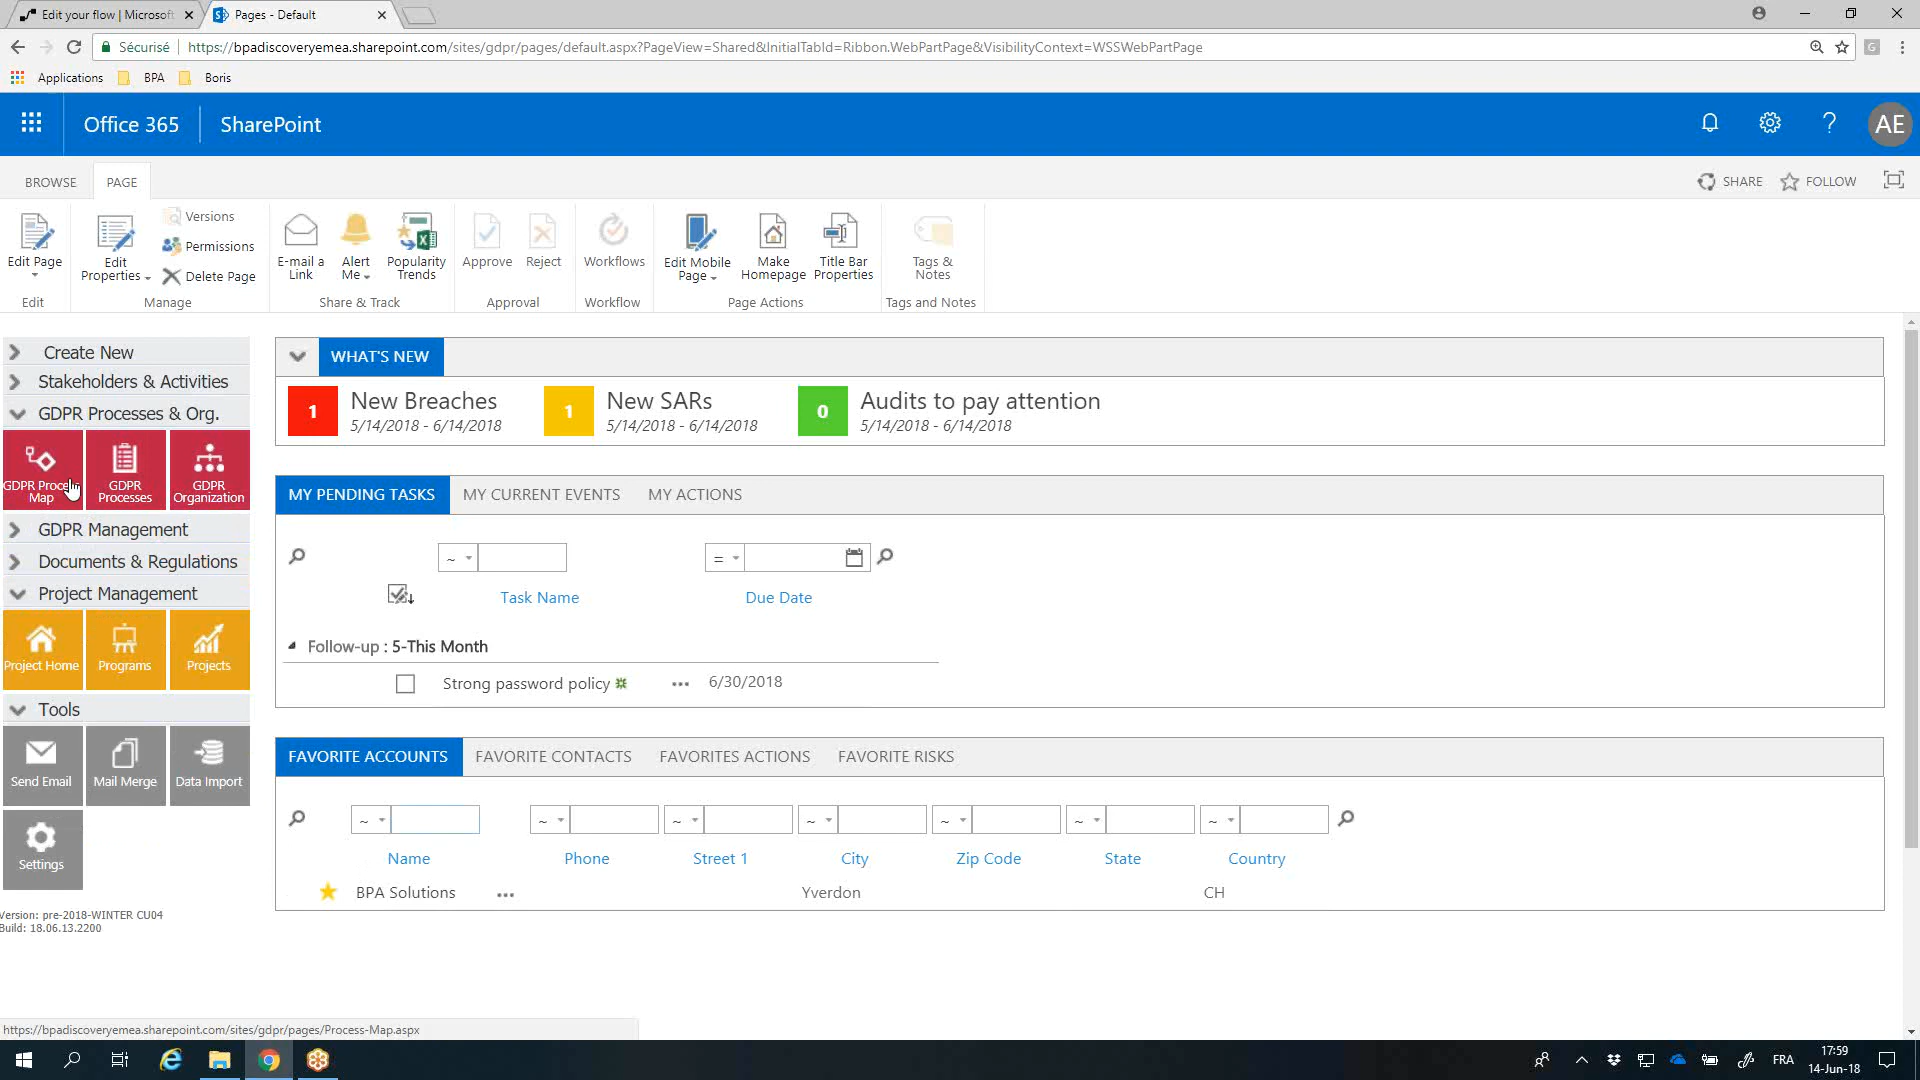 Edit your flow | Microsoft
Pages - Default
Sécurisé
https://bpadiscoveryemea.sharepoint.com/sites/gdpr/pages/default.aspx?PageView=Shared&InitialTabId=Ribbon.WebPartPage&VisibilityContext=WSSWebPartPage
Applications
BPA
Boris
Office 365
SharePoint
AE
BROWSE
PAGE
SHARE
FOLLOW
Edit Page
Edit
Edit
Properties
Versions
Permissions
Delete Page
Manage
E-mail a
Link
Alert
Me
Popularity
Trends
Share & Track
Approve
Reject
Approval
Workflows
Workflow
Edit Mobile
Page
Make
Homepage
Title Bar
Properties
Page Actions
Tags &
Notes
Tags and Notes
Create New
Stakeholders & Activities
GDPR Processes & Org.
GDPR Process
Map
GDPR
Processes
GDPR
Organization
GDPR Management
Documents & Regulations
Project Management
Project Home
Programs
Projects
Tools
Send Email
Mail Merge
Data Import
Settings
Version: pre-2018-WINTER CU04
Build: 18.06.13.2200
WHAT'S NEW
1
New Breaches
5/14/2018 - 6/14/2018
1
New SARs
5/14/2018 - 6/14/2018
0
Audits to pay attention
5/14/2018 - 6/14/2018
MY PENDING TASKS
MY CURRENT EVENTS
MY ACTIONS
~
=
Task Name
Due Date
Follow-up : 5-This Month
Strong password policy
...
6/30/2018
FAVORITE ACCOUNTS
FAVORITE CONTACTS
FAVORITES ACTIONS
FAVORITE RISKS
~
~
~
~
~
~
~
Name
Phone
Street 1
City
Zip Code
State
Country
BPA Solutions
...
Yverdon
CH
https://bpadiscoveryemea.sharepoint.com/sites/gdpr/pages/Process-Map.aspx
FRA
17:59
14-Jun-18